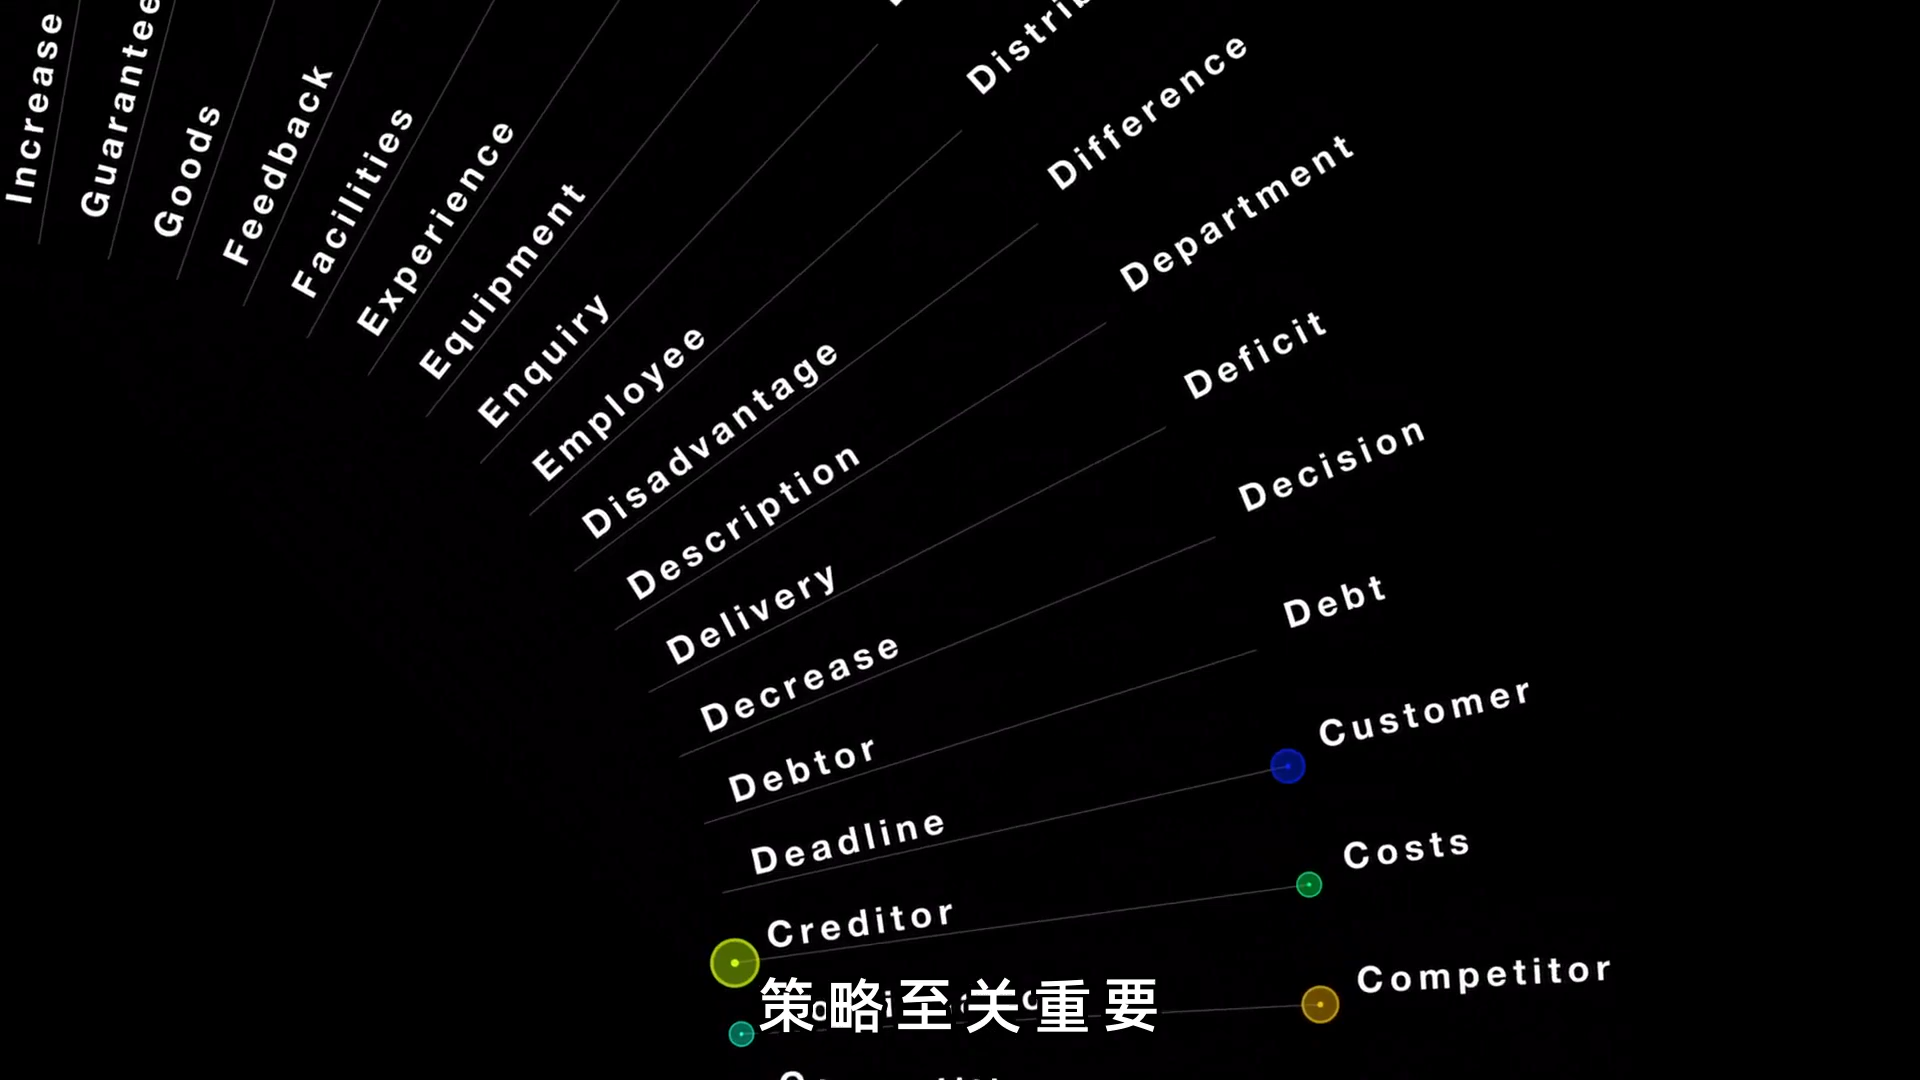 Increase
Guarantee
Goods
Feedback
Facilities
Experience
Equipment
Enquiry
Employee
Disadvantage
Description
Delivery
Decrease
Debtor
Deadline
Creditor
Difference
Department
Deficit
Decision
Debt
Customer
Costs
Competitor
策略至关重要